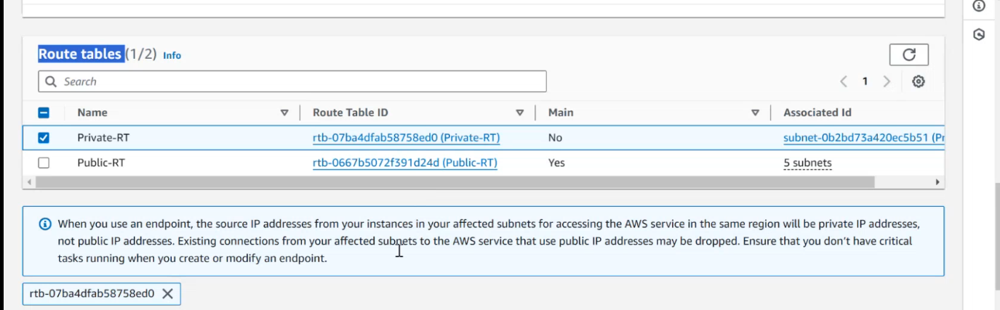 Route tables (1/2) Info
Search
1
Name Route Table ID Main Associated Id
Private-RT rtb-07ba4dfab58758ed0 (Private-RT) No subnet-0b2bd73a420ec5b51 (Pr
Public-RT rtb-0667b5072f391d24d (Public-RT) Yes 5 subnets
When you use an endpoint, the source IP addresses from your instances in your affected subnets for accessing the AWS service in the same region will be private IP addresses,
not public IP addresses. Existing connections from your affected subnets to the AWS service that use public IP addresses may be dropped. Ensure that you don't have critical
tasks running when you create or modify an endpoint.
rtb-07ba4dfab58758ed0